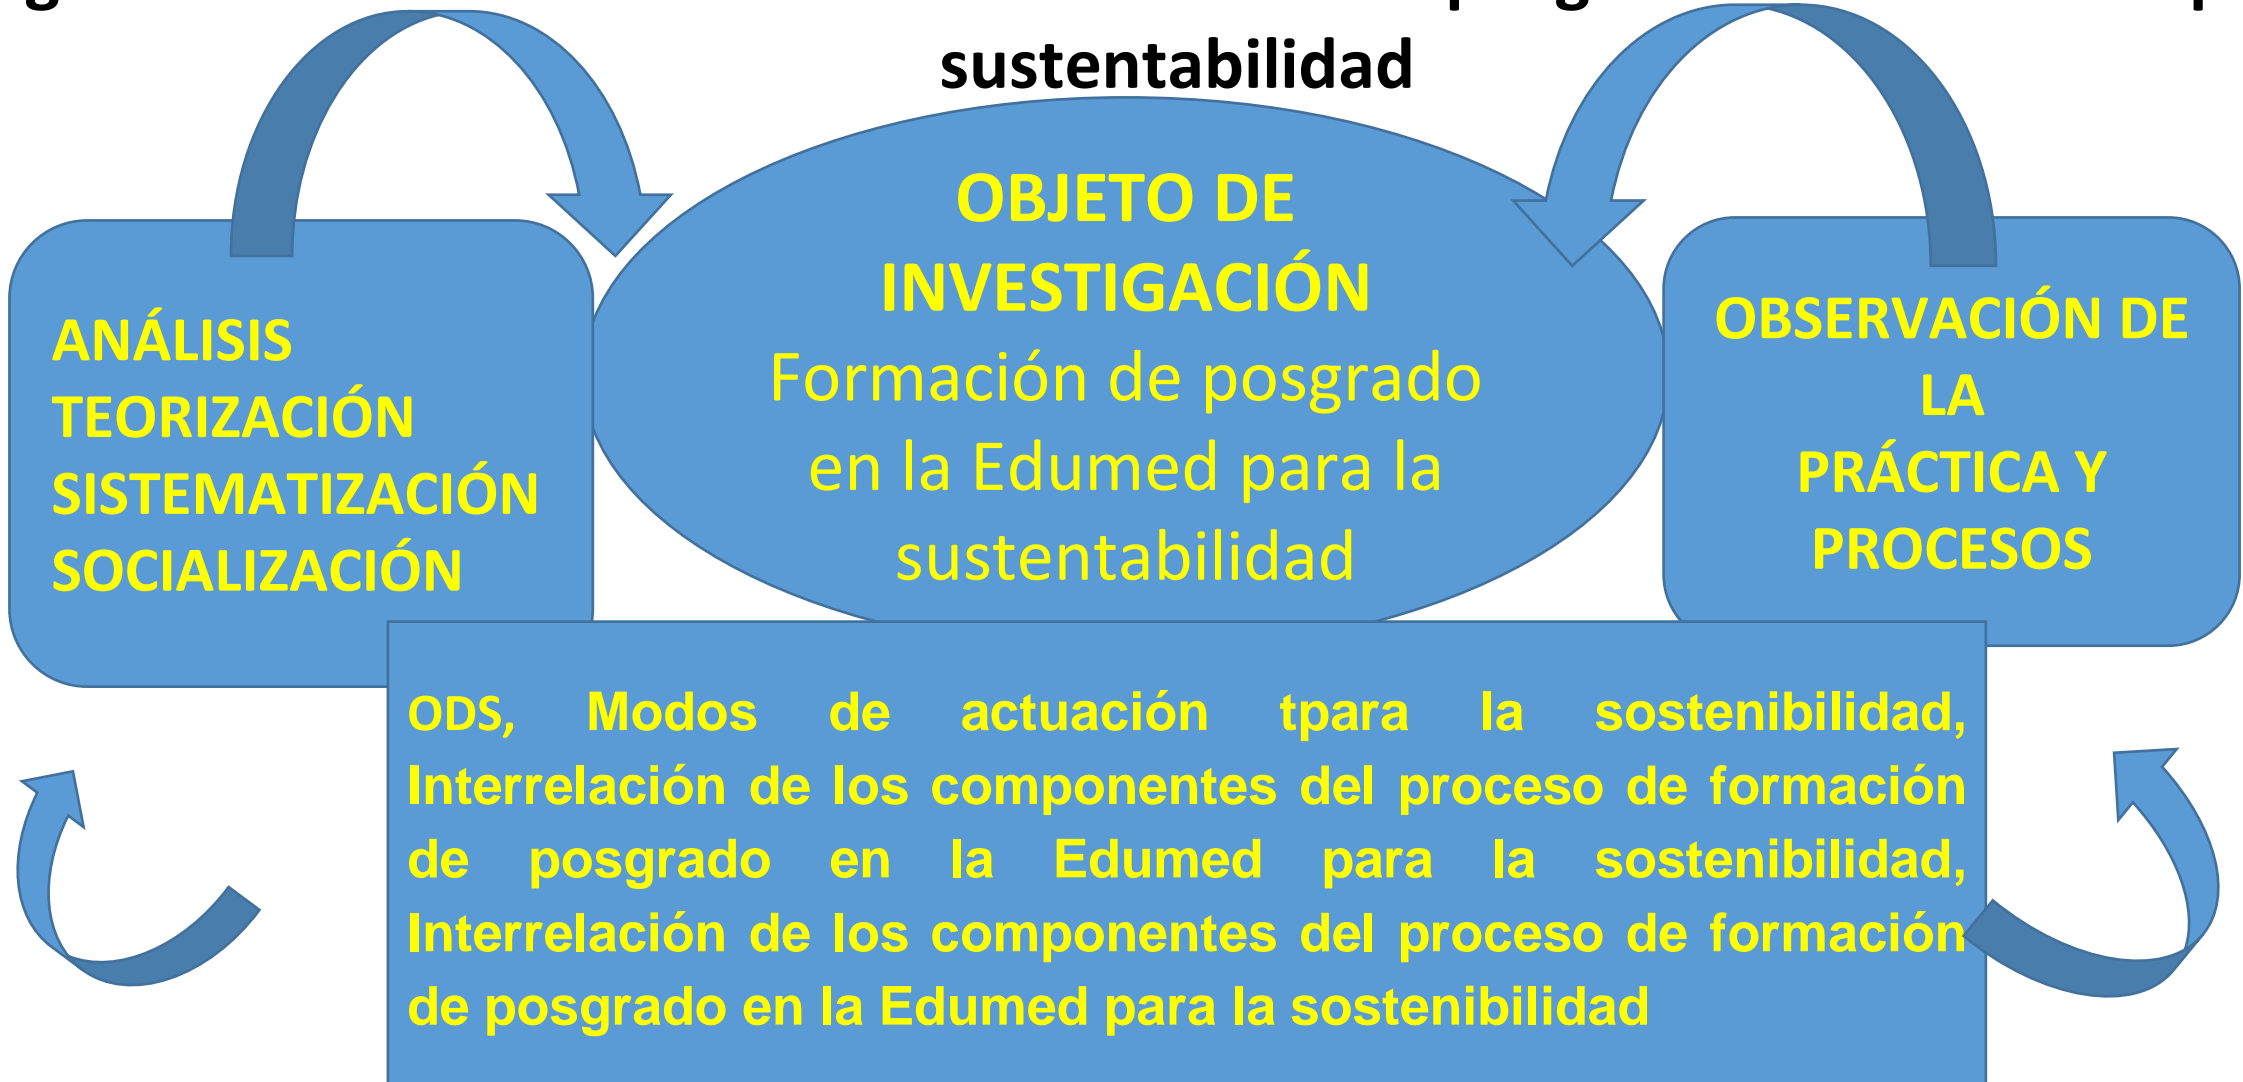 sustentabilidad
OBJETO DE
INVESTIGACIÓN
Formación de posgrado
en la Edumed para la
sustentabilidad
ANÁLISIS
TEORIZACIÓN
SISTEMATIZACIÓN
SOCIALIZACIÓN
OBSERVACIÓN DE
LA
PRÁCTICA Y
PROCESOS
ODS, Modos de actuación tpara la sostenibilidad,
Interrelación de los componentes del proceso de formación
de posgrado en la Edumed para la sostenibilidad,
Interrelación de los componentes del proceso de formación
de posgrado en la Edumed para la sostenibilidad